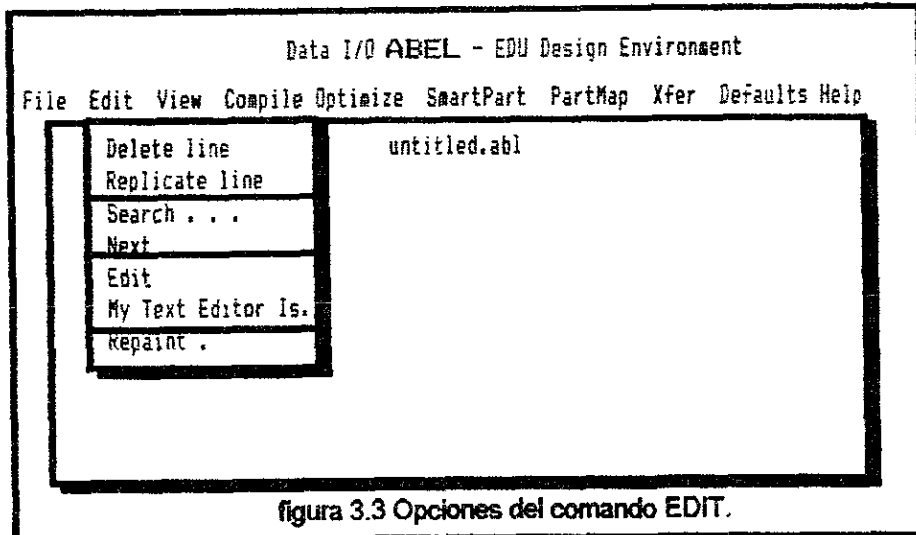 Data I/O ABEL - EDU Design Environment
File Edit View Compile Optimize SmartPart PartMap Xfer Defaults Help
untitled.abl
Delete line
Replicate line
Search . . .
Next
Edit
My Text Editor Is.
Repaint .
figura 3.3 Opciones del comando EDIT.